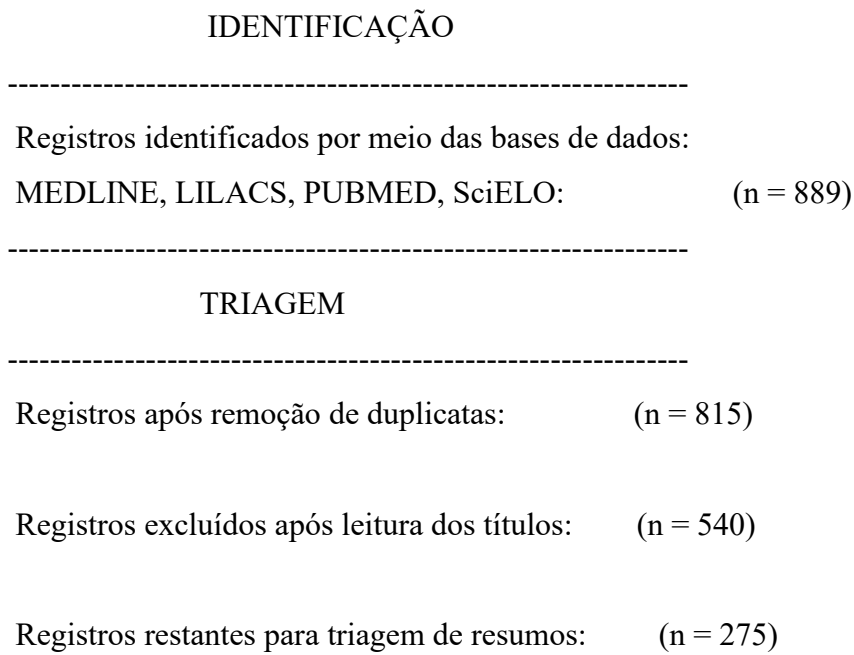 IDENTIFICAÇÃO
-----------------------------------------------------------------
Registros identificados por meio das bases de dados:
MEDLINE, LILACS, PUBMED, SciELO: (n = 889)
-----------------------------------------------------------------
TRIAGEM
-----------------------------------------------------------------
Registros após remoção de duplicatas: (n = 815)
Registros excluídos após leitura dos títulos: (n = 540)
Registros restantes para triagem de resumos: (n = 275)